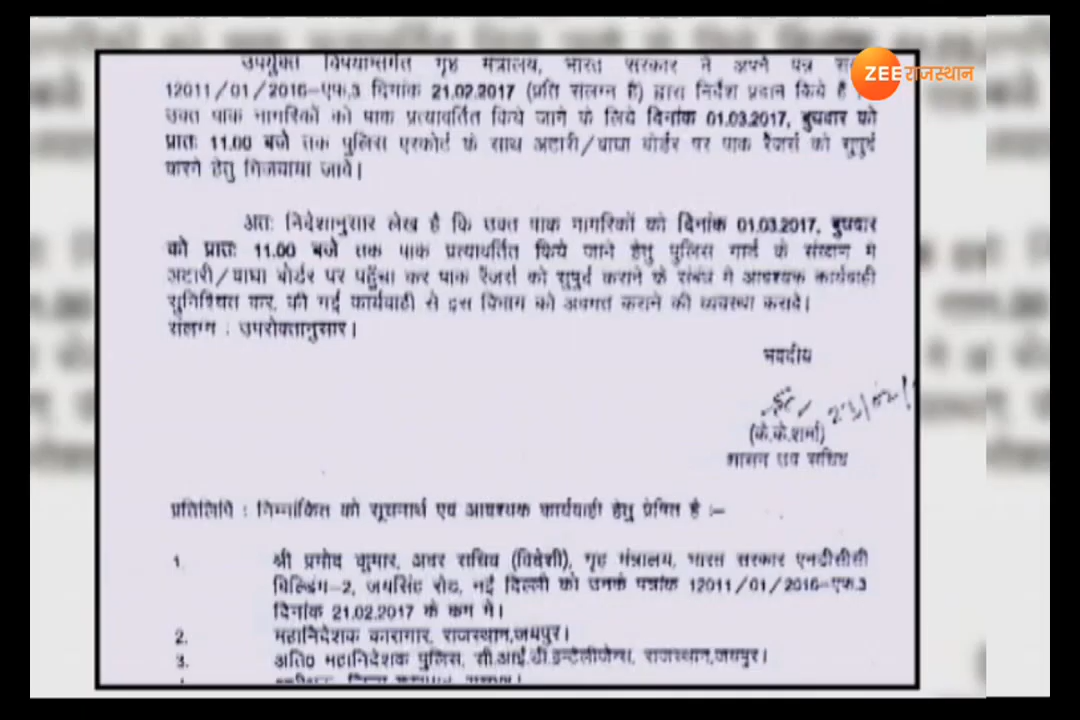 ZEE राजस्थान
उपर्युक्त विषयान्तर्गत गृह मंत्रालय, भारत सरकार ने अपने पत्र
12011/01/2016-एफ.3 दिनांक 21.02.2017 (प्रति संलग्न है) द्वारा निर्देश प्रदान किये है
उक्त पाक नागरिकों को पाक प्रत्यावर्तित किये जाने के लिये दिनांक 01.03.2017, बुधवार को
प्रातः 11.00 बजे तक पुलिस एस्कोर्ट के साथ अटारी/वाघा बोर्डर पर पाक रैंजर्स को सुपुर्द
करने हेतु भिजवाया जावे।
अतः निर्देशानुसार लेख है कि उक्त पाक नागरिकों को दिनांक 01.03.2017, बुधवार
को प्रातः 11.00 बजे तक पाक प्रत्यावर्तित किये जाने हेतु पुलिस गार्ड के संरक्षण में
अटारी/वाघा बोर्डर पर पहुँचा कर पाक रैंजर्स को सुपुर्द कराने के संबंध में आवश्यक कार्यवाही
सुनिश्चित कर, की गई कार्यवाही से इस विभाग को अवगत कराने की व्यवस्था करावें।
संलग्न : उपरोक्तानुसार।
भवदीय
23/02/
(के.के.शर्मा)
शासन उप सचिव
प्रतिलिपि : निम्नांकित को सूचनार्थ एवं आवश्यक कार्यवाही हेतु प्रेषित है :-
1. श्री प्रमोद कुमार, अवर सचिव (विदेशी), गृह मंत्रालय, भारत सरकार एनडीसीसी
बिल्डिंग-2, जयसिंह रोड, नई दिल्ली को उनके पत्रांक 12011/01/2016-एफ.3
दिनांक 21.02.2017 के क्रम में।
2. महानिदेशक कारागार, राजस्थान,जयपुर।
3. अति0 महानिदेशक पुलिस, सी.आई.डी.इन्टेलीजेन्स, राजस्थान,जयपुर।